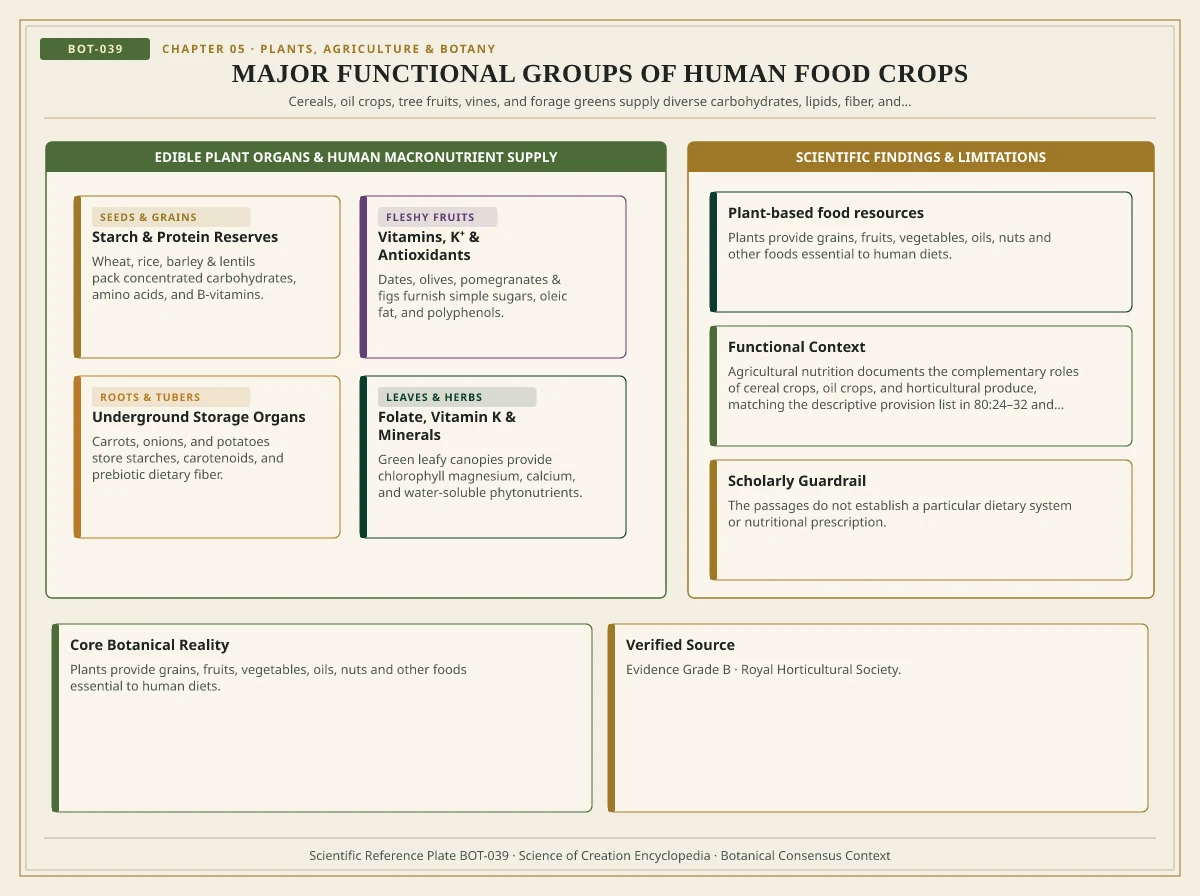 BOT-039
CHAPTER 05 · PLANTS, AGRICULTURE & BOTANY
MAJOR FUNCTIONAL GROUPS OF HUMAN FOOD CROPS
Cereals, oil crops, tree fruits, vines, and forage greens supply diverse carbohydrates, lipids, fiber, and…
EDIBLE PLANT ORGANS & HUMAN MACRONUTRIENT SUPPLY
SEEDS & GRAINS
Starch & Protein Reserves
Wheat, rice, barley & lentils
pack concentrated carbohydrates,
amino acids, and B-vitamins.
FLESHY FRUITS
Vitamins, K⁺ &
Antioxidants
Dates, olives, pomegranates &
figs furnish simple sugars, oleic
fat, and polyphenols.
ROOTS & TUBERS
Underground Storage Organs
Carrots, onions, and potatoes
store starches, carotenoids, and
prebiotic dietary fiber.
LEAVES & HERBS
Folate, Vitamin K &
Minerals
Green leafy canopies provide
chlorophyll magnesium, calcium,
and water-soluble phytonutrients.
SCIENTIFIC FINDINGS & LIMITATIONS
Plant-based food resources
Plants provide grains, fruits, vegetables, oils, nuts and
other foods essential to human diets.
Functional Context
Agricultural nutrition documents the complementary roles
of cereal crops, oil crops, and horticultural produce,
matching the descriptive provision list in 80:24–32 and…
Scholarly Guardrail
The passages do not establish a particular dietary system
or nutritional prescription.
Core Botanical Reality
Plants provide grains, fruits, vegetables, oils, nuts and other foods
essential to human diets.
Verified Source
Evidence Grade B · Royal Horticultural Society.
Scientific Reference Plate BOT-039 · Science of Creation Encyclopedia · Botanical Consensus Context